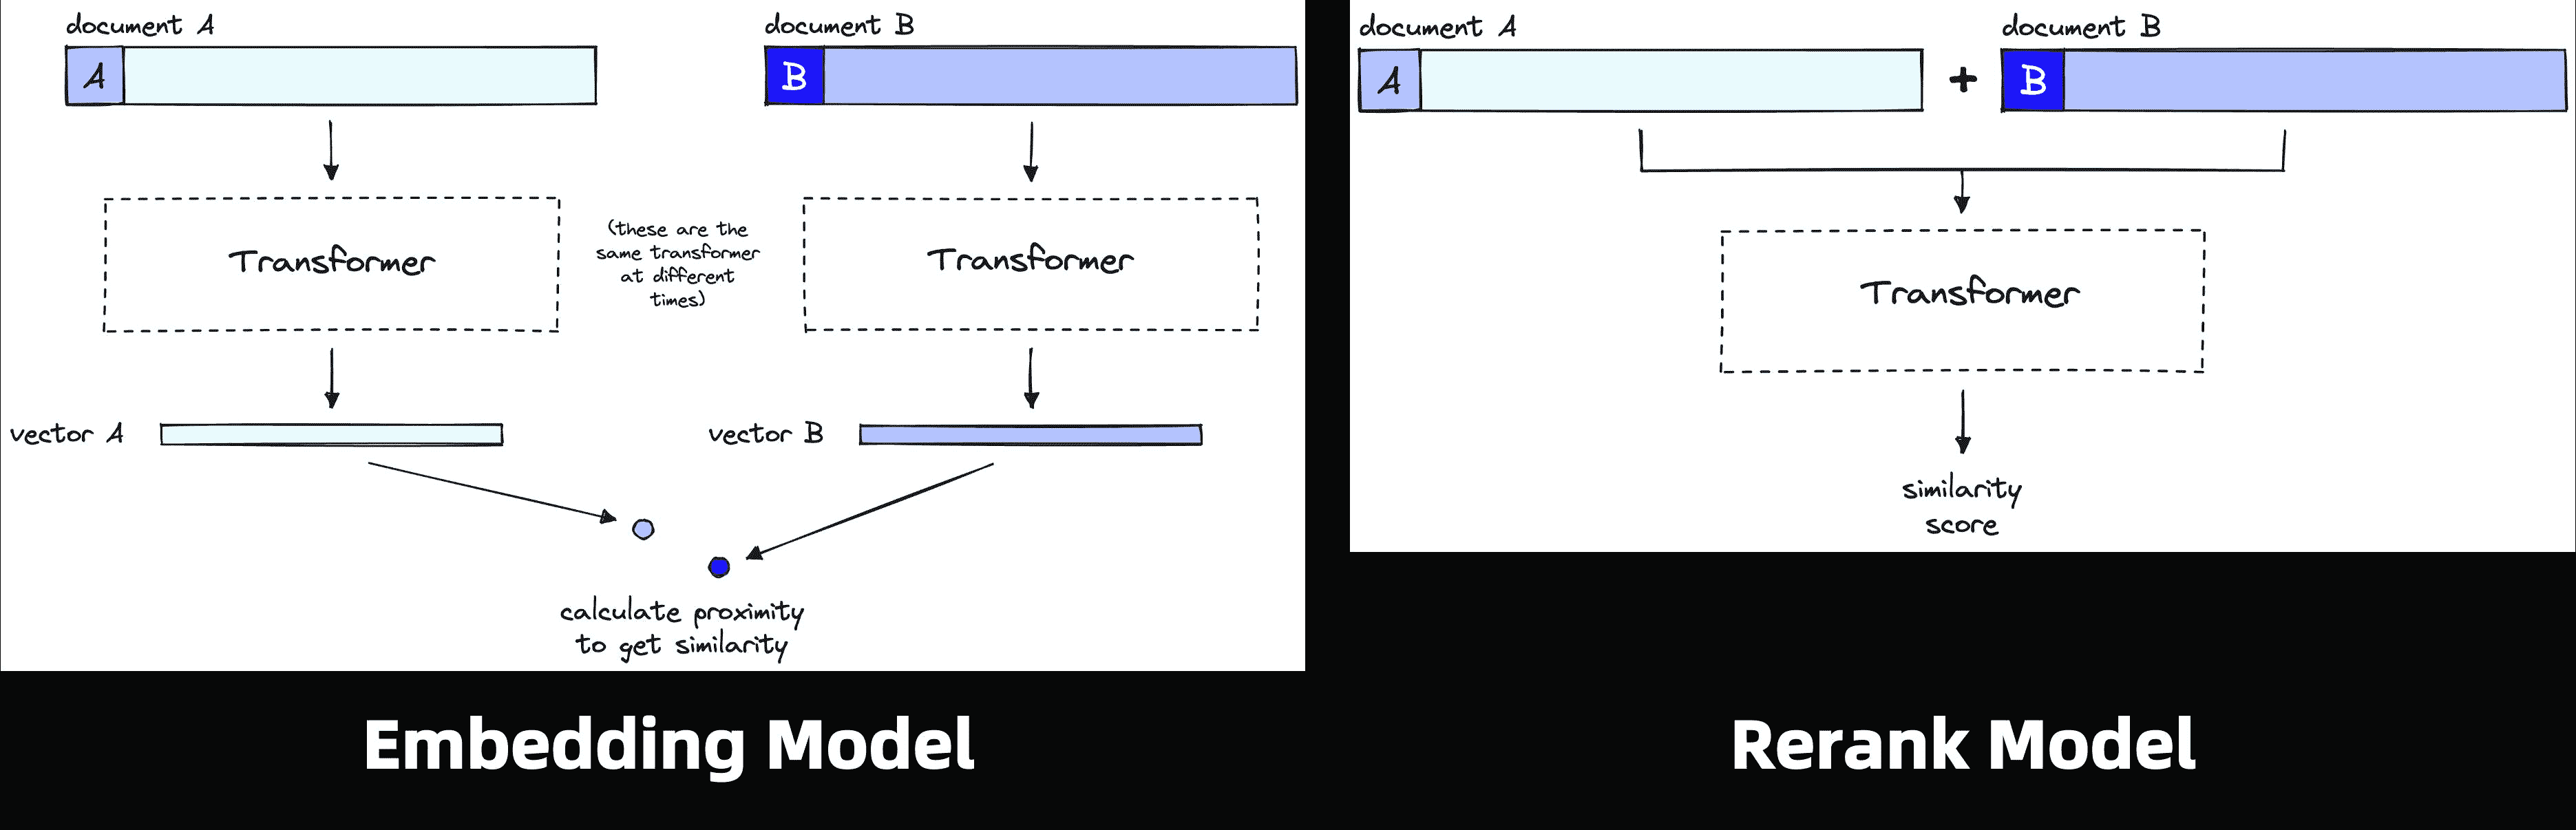 document A
A
document B
B
Transformer
(these are the
same transformer
at different
times)
Transformer
vector A
vector B
calculate proximity
to get similarity
Embedding Model
document A
A
+
document B
B
Transformer
similarity
score
Rerank Model